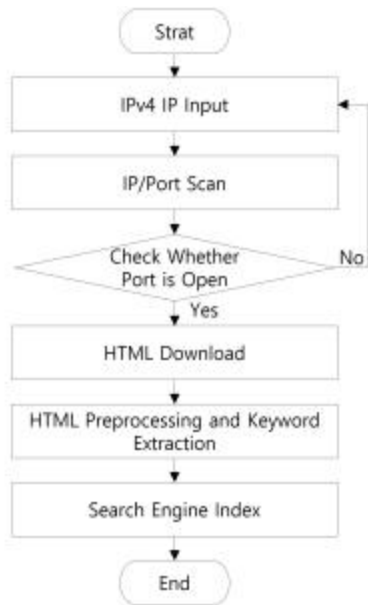 Strat
IPv4 IP Input
IP/Port Scan
Check Whether
Port is Open
No
Yes
HTML Download
HTML Preprocessing and Keyword
Extraction
Search Engine Index
End